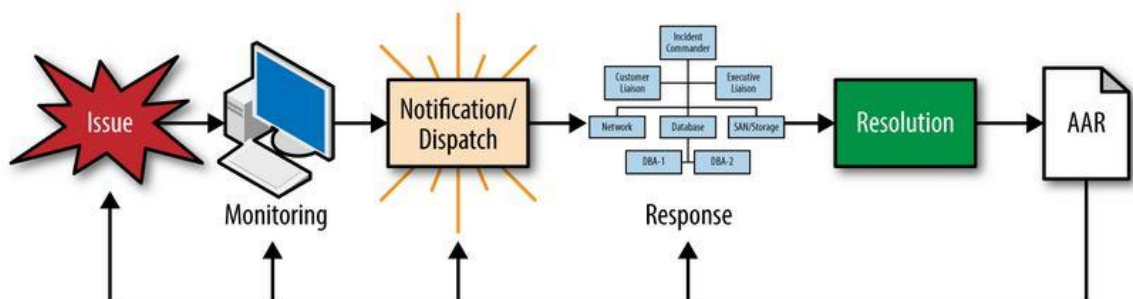 Issue
Monitoring
Notification/
Dispatch
Incident
Commander
Customer
Liaison
Executive
Liaison
Network
Database
SAN/Storage
DBA-1
DBA-2
Response
Resolution
AAR